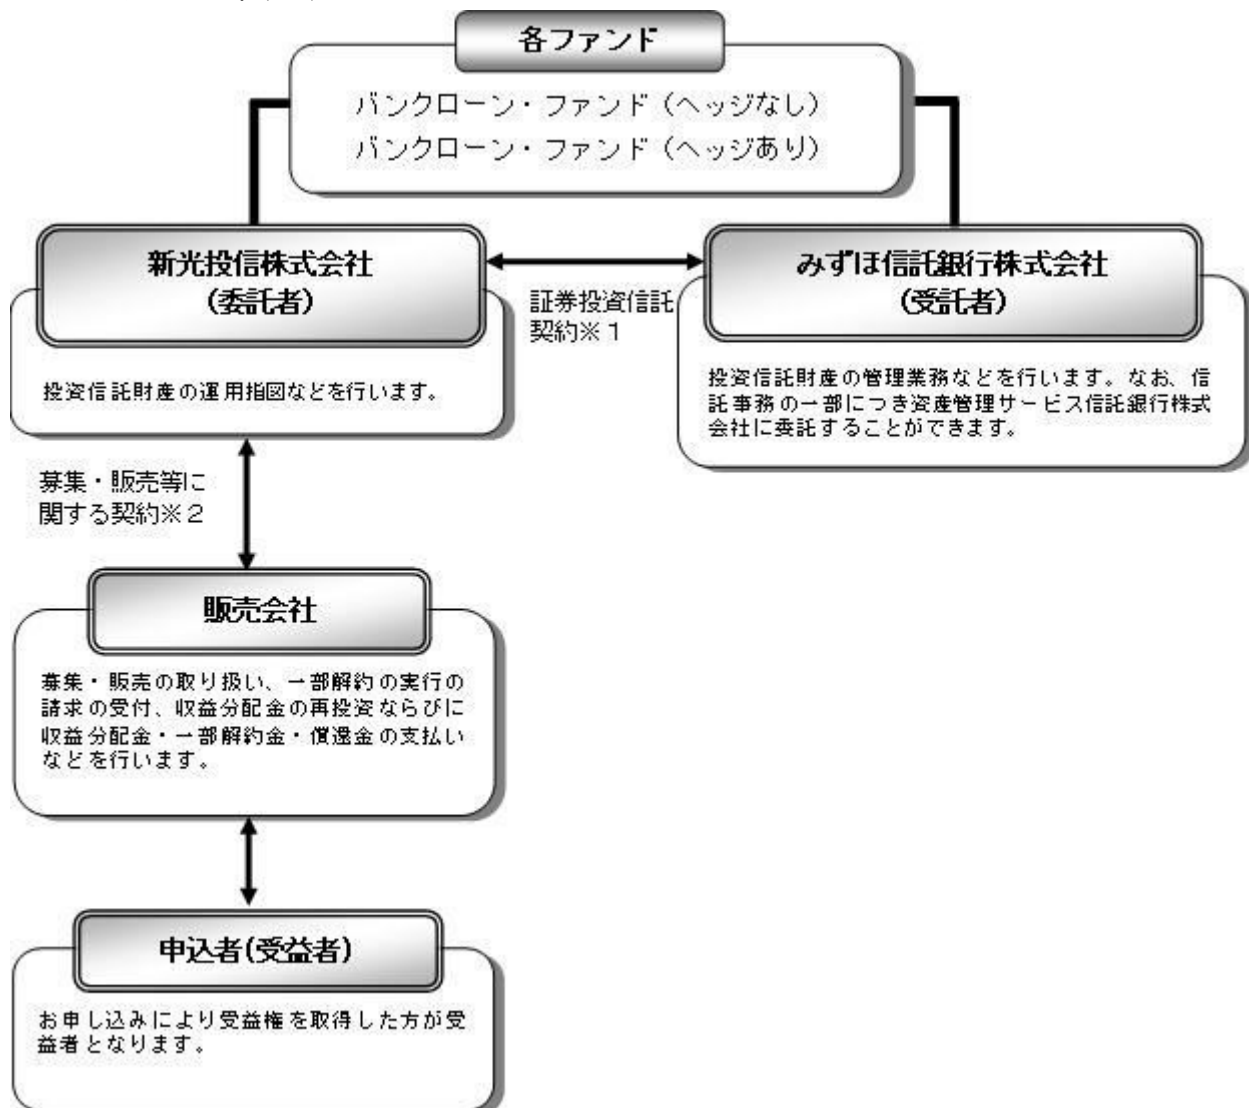 各ファンド
バンクローン・ファンド（ヘッジなし）
バンクローン・ファンド（ヘッジあり）
新光投信株式会社
(委託者)
証券投資信託
契約※１
みずほ信託銀行株式会社
(受託者)
投資信託財産の運用指図などを行います。
投資信託財産の管理業務などを行います。なお、信
託事務の一部につき資産管理サービス信託銀行株式
会社に委託することができます。
募集・販売等に
関する契約※２
販売会社
募集・販売の取り扱い、一部解約の実行の
請求の受付、収益分配金の再投資ならびに
収益分配金・一部解約金・償還金の支払い
などを行います。
申込者(受益者)
お申し込みにより受益権を取得した方が受
益者となります。